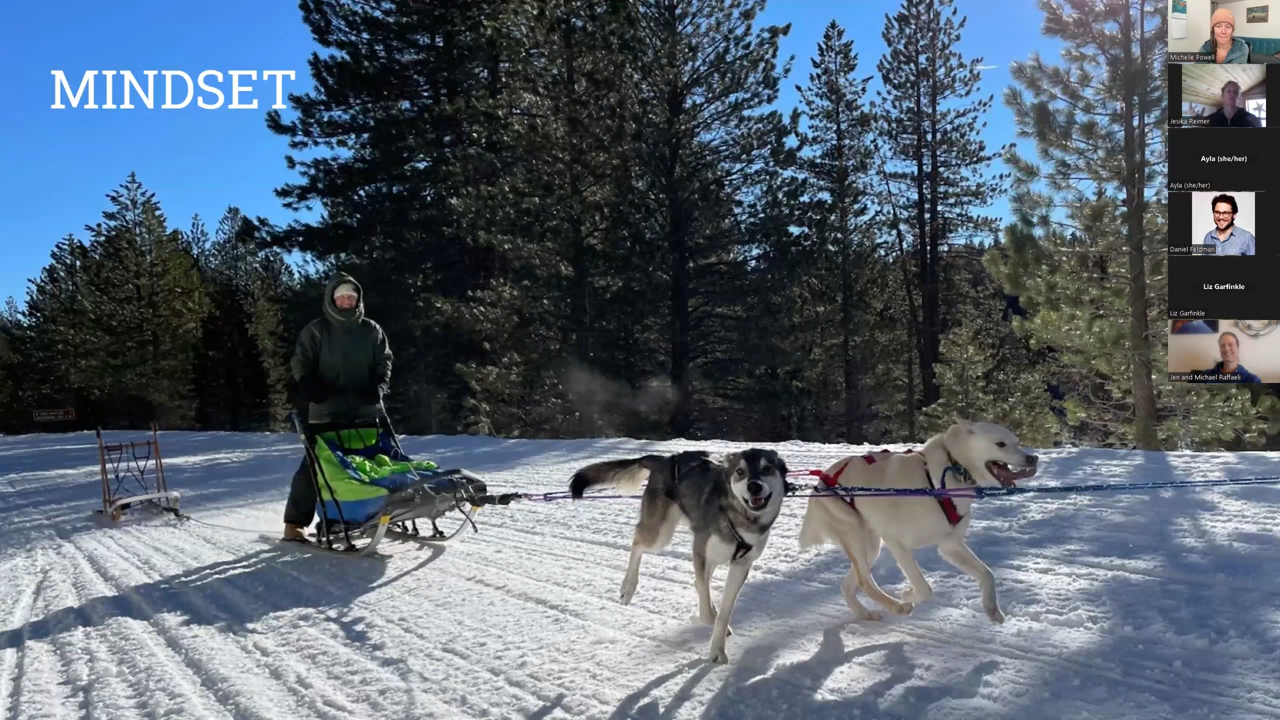 MINDSET
Michelle Powell
Jesika Reimer
Ayla (she/her)
Ayla (she/her)
Daniel Feldman
Liz Garfinkle
Liz Garfinkle
Jen and Michael Raffaeli